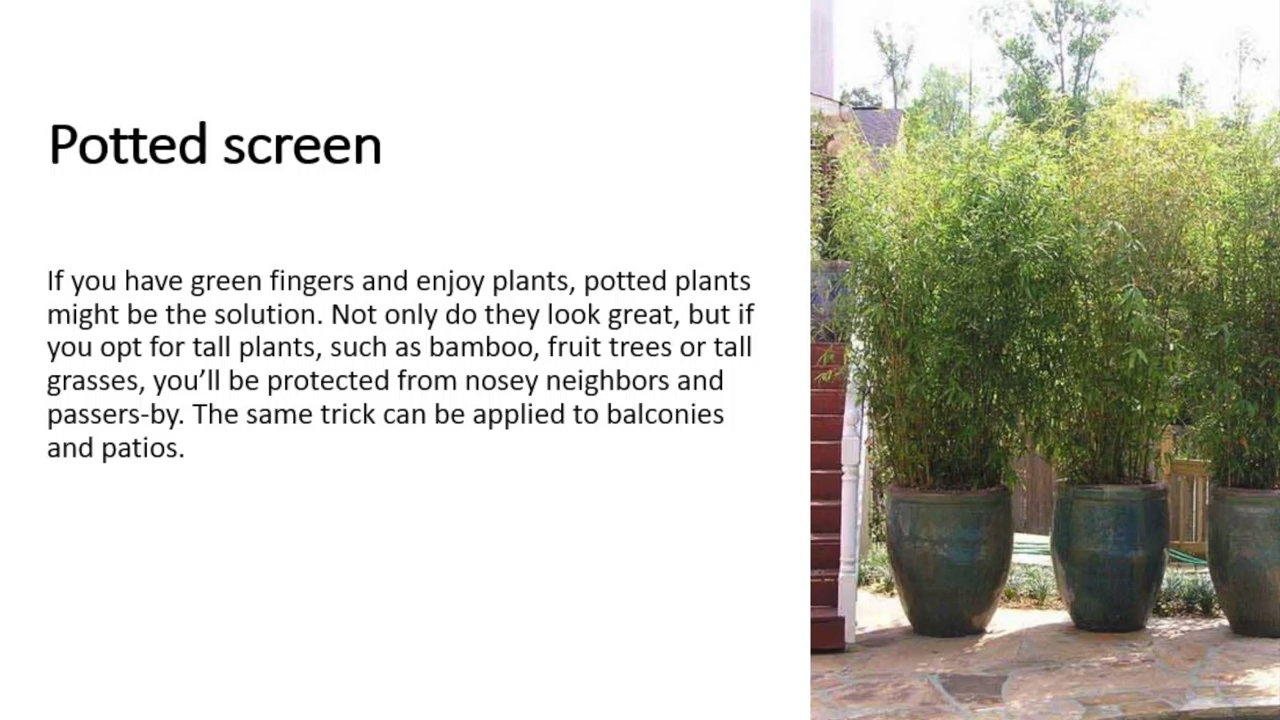 Potted screen
If you have green fingers and enjoy plants, potted plants
might be the solution. Not only do they look great, but if
you opt for tall plants, such as bamboo, fruit trees or tall
grasses, you’ll be protected from nosey neighbors and
passers-by. The same trick can be applied to balconies
and patios.